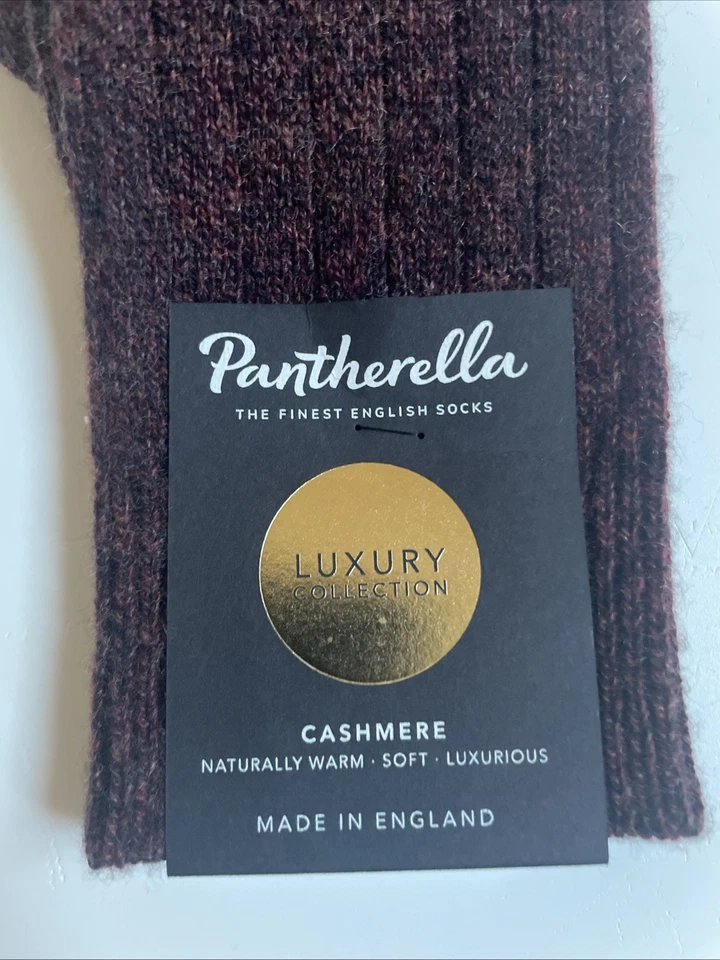 Pantherella
THE FINEST ENGLISH SOCKS
LUXURY
COLLECTION
CASHMERE
NATURALLY WARM · SOFT · LUXURIOUS
MADE IN ENGLAND